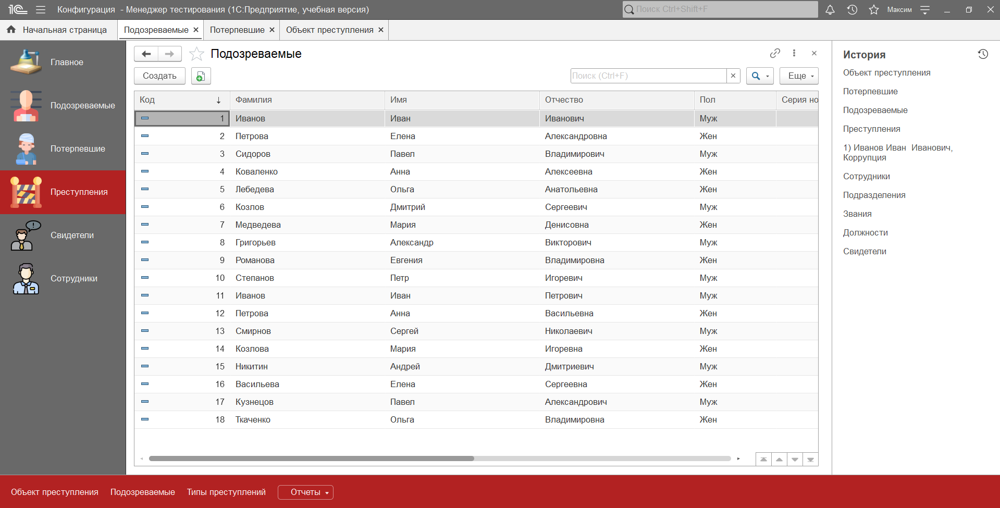 1С Конфигурация - Менеджер тестирования (1С:Предприятие, учебная версия) Поиск Ctrl+Shift+F Максим
Начальная страница Подозреваемые × Потерпевшие × Объект преступления ×
Главное
Подозреваемые
Потерпевшие
Преступления
Свидетели
Сотрудники
Подозреваемые
Создать Поиск (Ctrl+F) × Еще
Код ↓ Фамилия Имя Отчество Пол Серия но
1 Иванов Иван Иванович Муж
2 Петрова Елена Александровна Жен
3 Сидоров Павел Владимирович Муж
4 Коваленко Анна Алексеевна Жен
5 Лебедева Ольга Анатольевна Жен
6 Козлов Дмитрий Сергеевич Муж
7 Медведева Мария Денисовна Жен
8 Григорьев Александр Викторович Муж
9 Романова Евгения Владимировна Жен
10 Степанов Петр Игоревич Муж
11 Иванов Иван Петрович Муж
12 Петрова Анна Васильевна Жен
13 Смирнов Сергей Николаевич Муж
14 Козлова Мария Игоревна Жен
15 Никитин Андрей Дмитриевич Муж
16 Васильева Елена Сергеевна Жен
17 Кузнецов Павел Александрович Муж
18 Ткаченко Ольга Владимировна Жен
История
Объект преступления
Потерпевшие
Подозреваемые
Преступления
1) Иванов Иван  Иванович,
Коррупция
Сотрудники
Подразделения
Звания
Должности
Свидетели
Объект преступления Подозреваемые Типы преступлений Отчеты